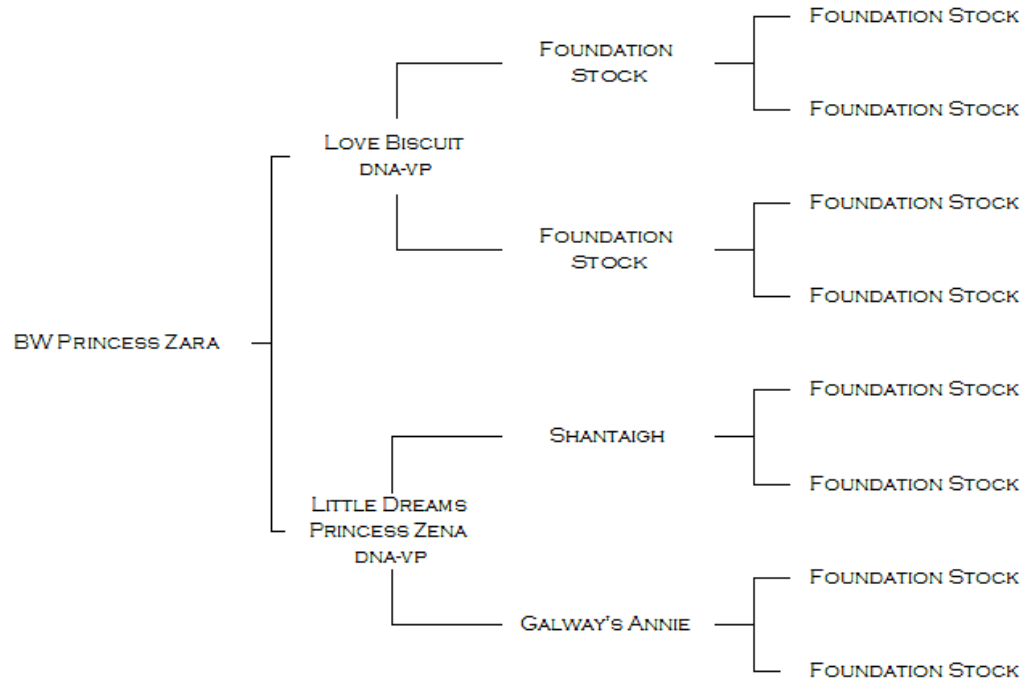 Foundation Stock
Foundation
Stock
Foundation Stock
Love Biscuit
DNA-VP
Foundation Stock
Foundation
Stock
Foundation Stock
BW Princess Zara
Foundation Stock
Shantaigh
Foundation Stock
Little Dreams
Princess Zena
DNA-VP
Foundation Stock
Galway's Annie
Foundation Stock